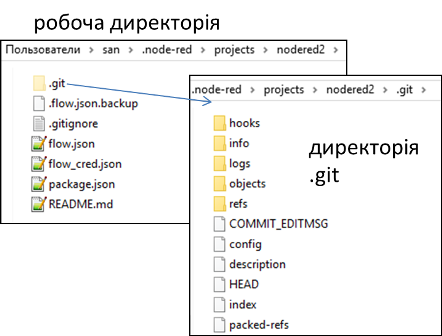 робоча директорія
Пользователи > san > .node-red > projects > nodered2 >
.git
.flow.json.backup
.gitignore
flow.json
flow_cred.json
package.json
README.md
.node-red > projects > nodered2 > .git >
hooks
info
logs
objects
refs
COMMIT_EDITMSG
config
description
HEAD
index
packed-refs
директорія
.git